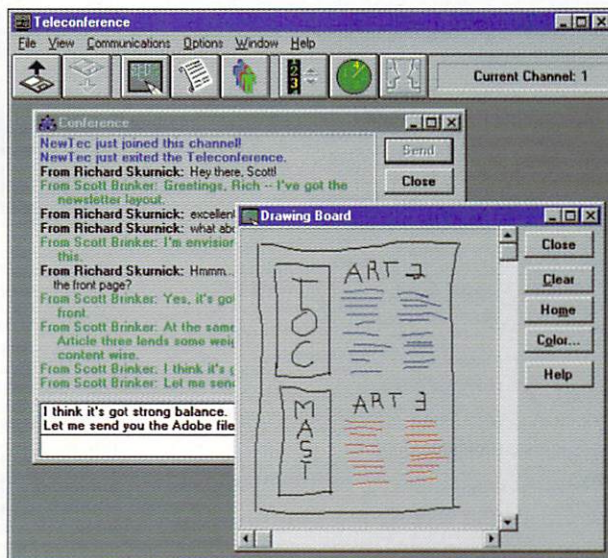 Teleconference
File View Communications Options Window Help
Current Channel: 1
Conference
NewTec just joined this channel!
NewTec just exited the Teleconference.
From Richard Skurnick: Hey there, Scott!
From Scott Brinker: Greetings, Rich -- I've got the
newsletter layout.
From Richard Skurnick: excellent
From Richard Skurnick: what abo
From Scott Brinker: I'm envision
this.
From Richard Skurnick: Hmmm...
the front page?
From Scott Brinker: Yes, it's go
front.
From Scott Brinker: At the same
Article three lends some weig
content wise.
From Scott Brinker: I think it's g
From Scott Brinker: Let me send
I think it's got strong balance.
Let me send you the Adobe file
Send
Close
Drawing Board
TOC
ART 2
MAST
ART 3
Close
Clear
Home
Color...
Help